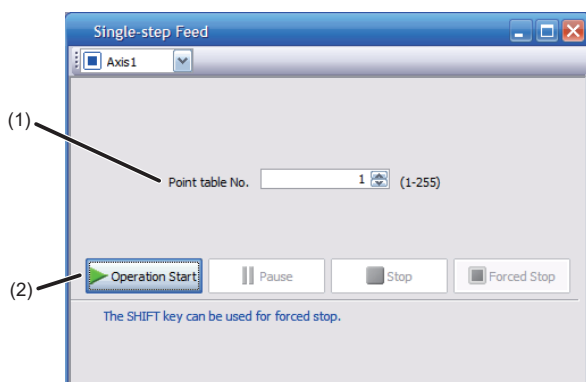 Single-step Feed
Axis1
(1)
Point table No. 1 (1-255)
(2)
Operation Start Pause Stop Forced Stop
The SHIFT key can be used for forced stop.